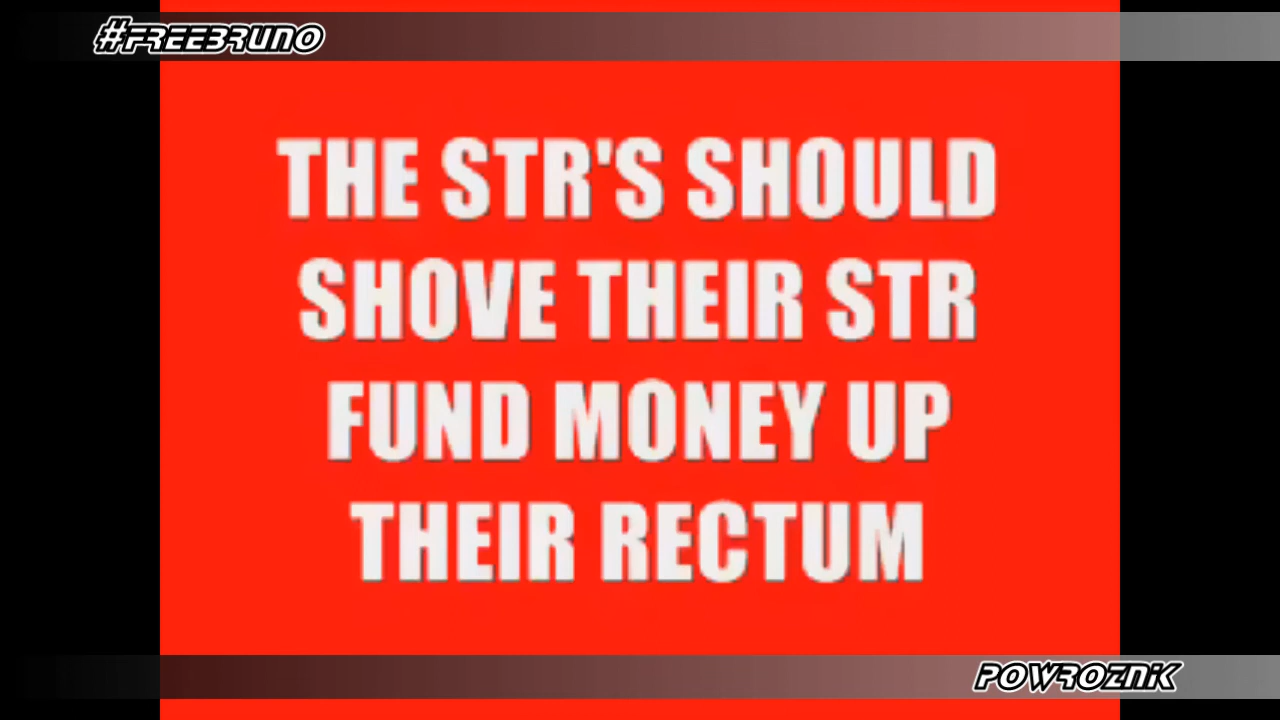 #FREEBRUNO
THE STR'S SHOULD
SHOVE THEIR STR
FUND MONEY UP
THEIR RECTUM
POWROZNIK